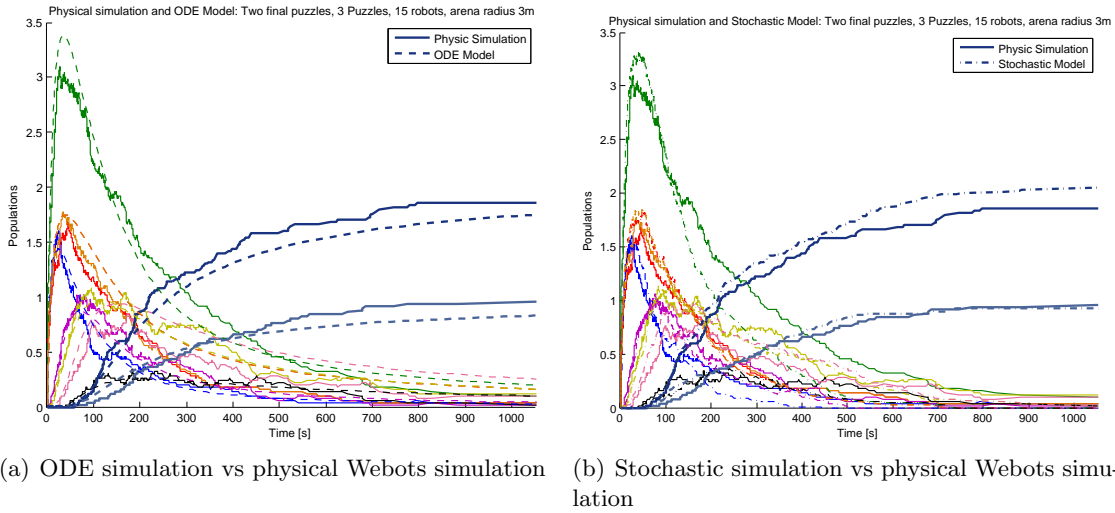 Physical simulation and ODE Model: Two final puzzles, 3 Puzzles, 15 robots, arena radius 3m
3.5
3
2.5
2
1.5
1
0.5
0
Populations
Physic Simulation
ODE Model
0 100 200 300 400 500 600 700 800 900 1000
Time [s]
(a) ODE simulation vs physical Webots simulation
Physical simulation and Stochastic Model: Two final puzzles, 3 Puzzles, 15 robots, arena radius 3m
3.5
3
2.5
2
1.5
1
0.5
0
Populations
Physic Simulation
Stochastic Model
0 100 200 300 400 500 600 700 800 900 1000
Time [s]
(b) Stochastic simulation vs physical Webots simu-
lation